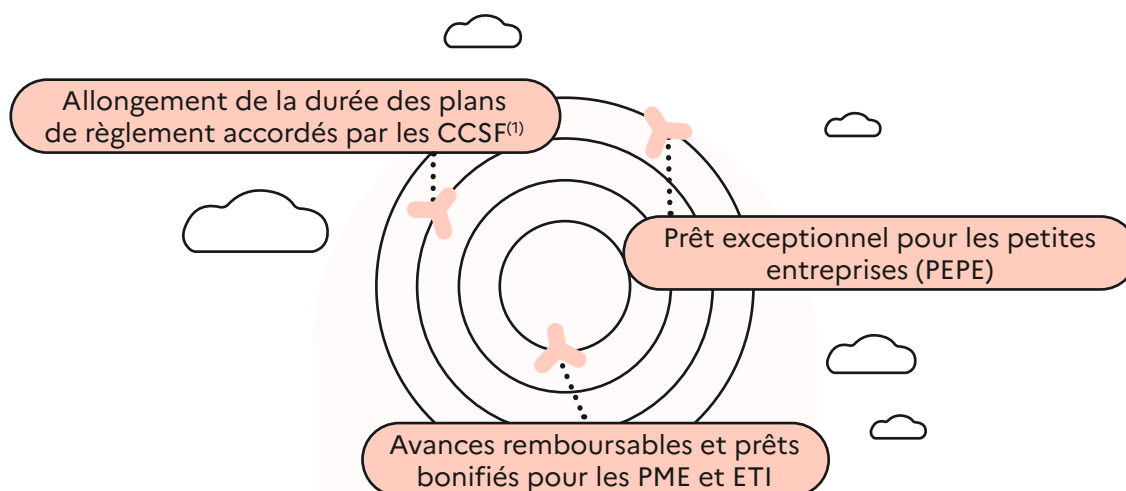 Allongement de la durée des plans
de règlement accordés par les CCSF(1)
Prêt exceptionnel pour les petites
entreprises (PEPE)
Avances remboursables et prêts
bonifiés pour les PME et ETI